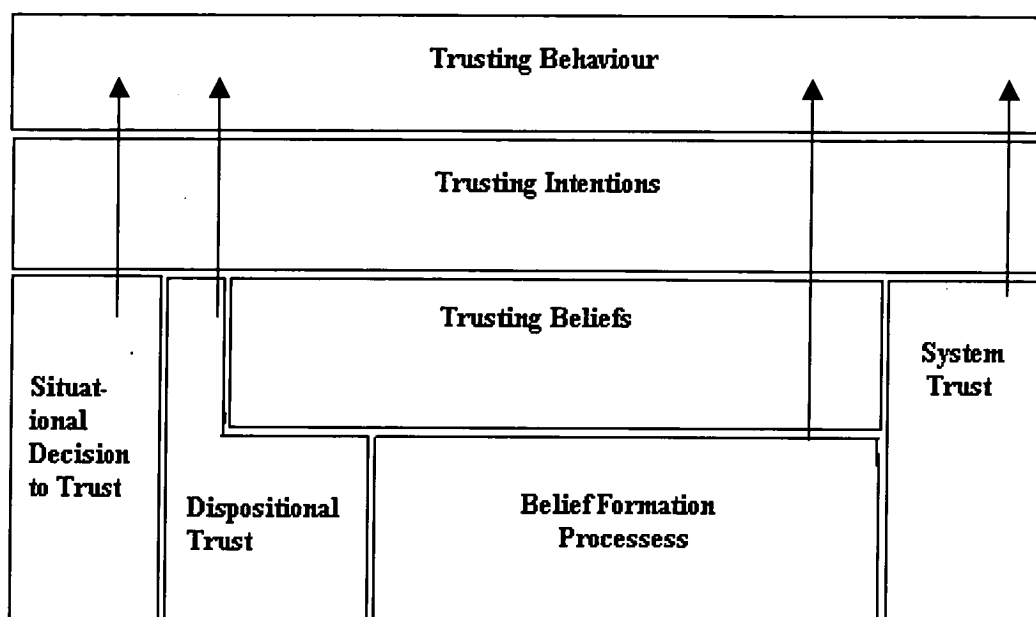 Trusting Behaviour
Trusting Intentions
Trusting Beliefs
System
Trust
Situat-
ional
Decision
to Trust
Dispositional
Trust
Belief Formation
Processess